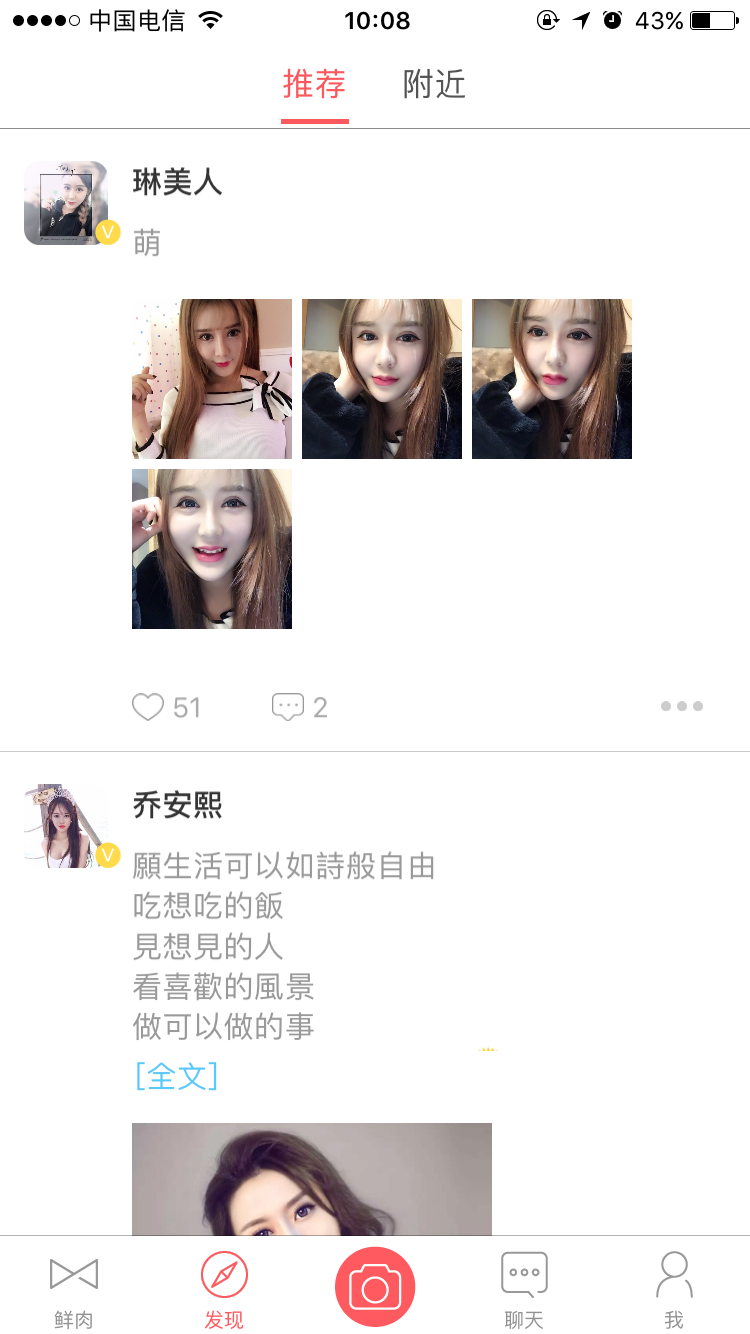 中国电信 10:08 43%
推荐 附近
琳美人
V
萌
51 2
乔安熙
V
願生活可以如詩般自由
吃想吃的飯
見想見的人
看喜歡的風景
做可以做的事
[全文]
鲜肉 发现 聊天 我